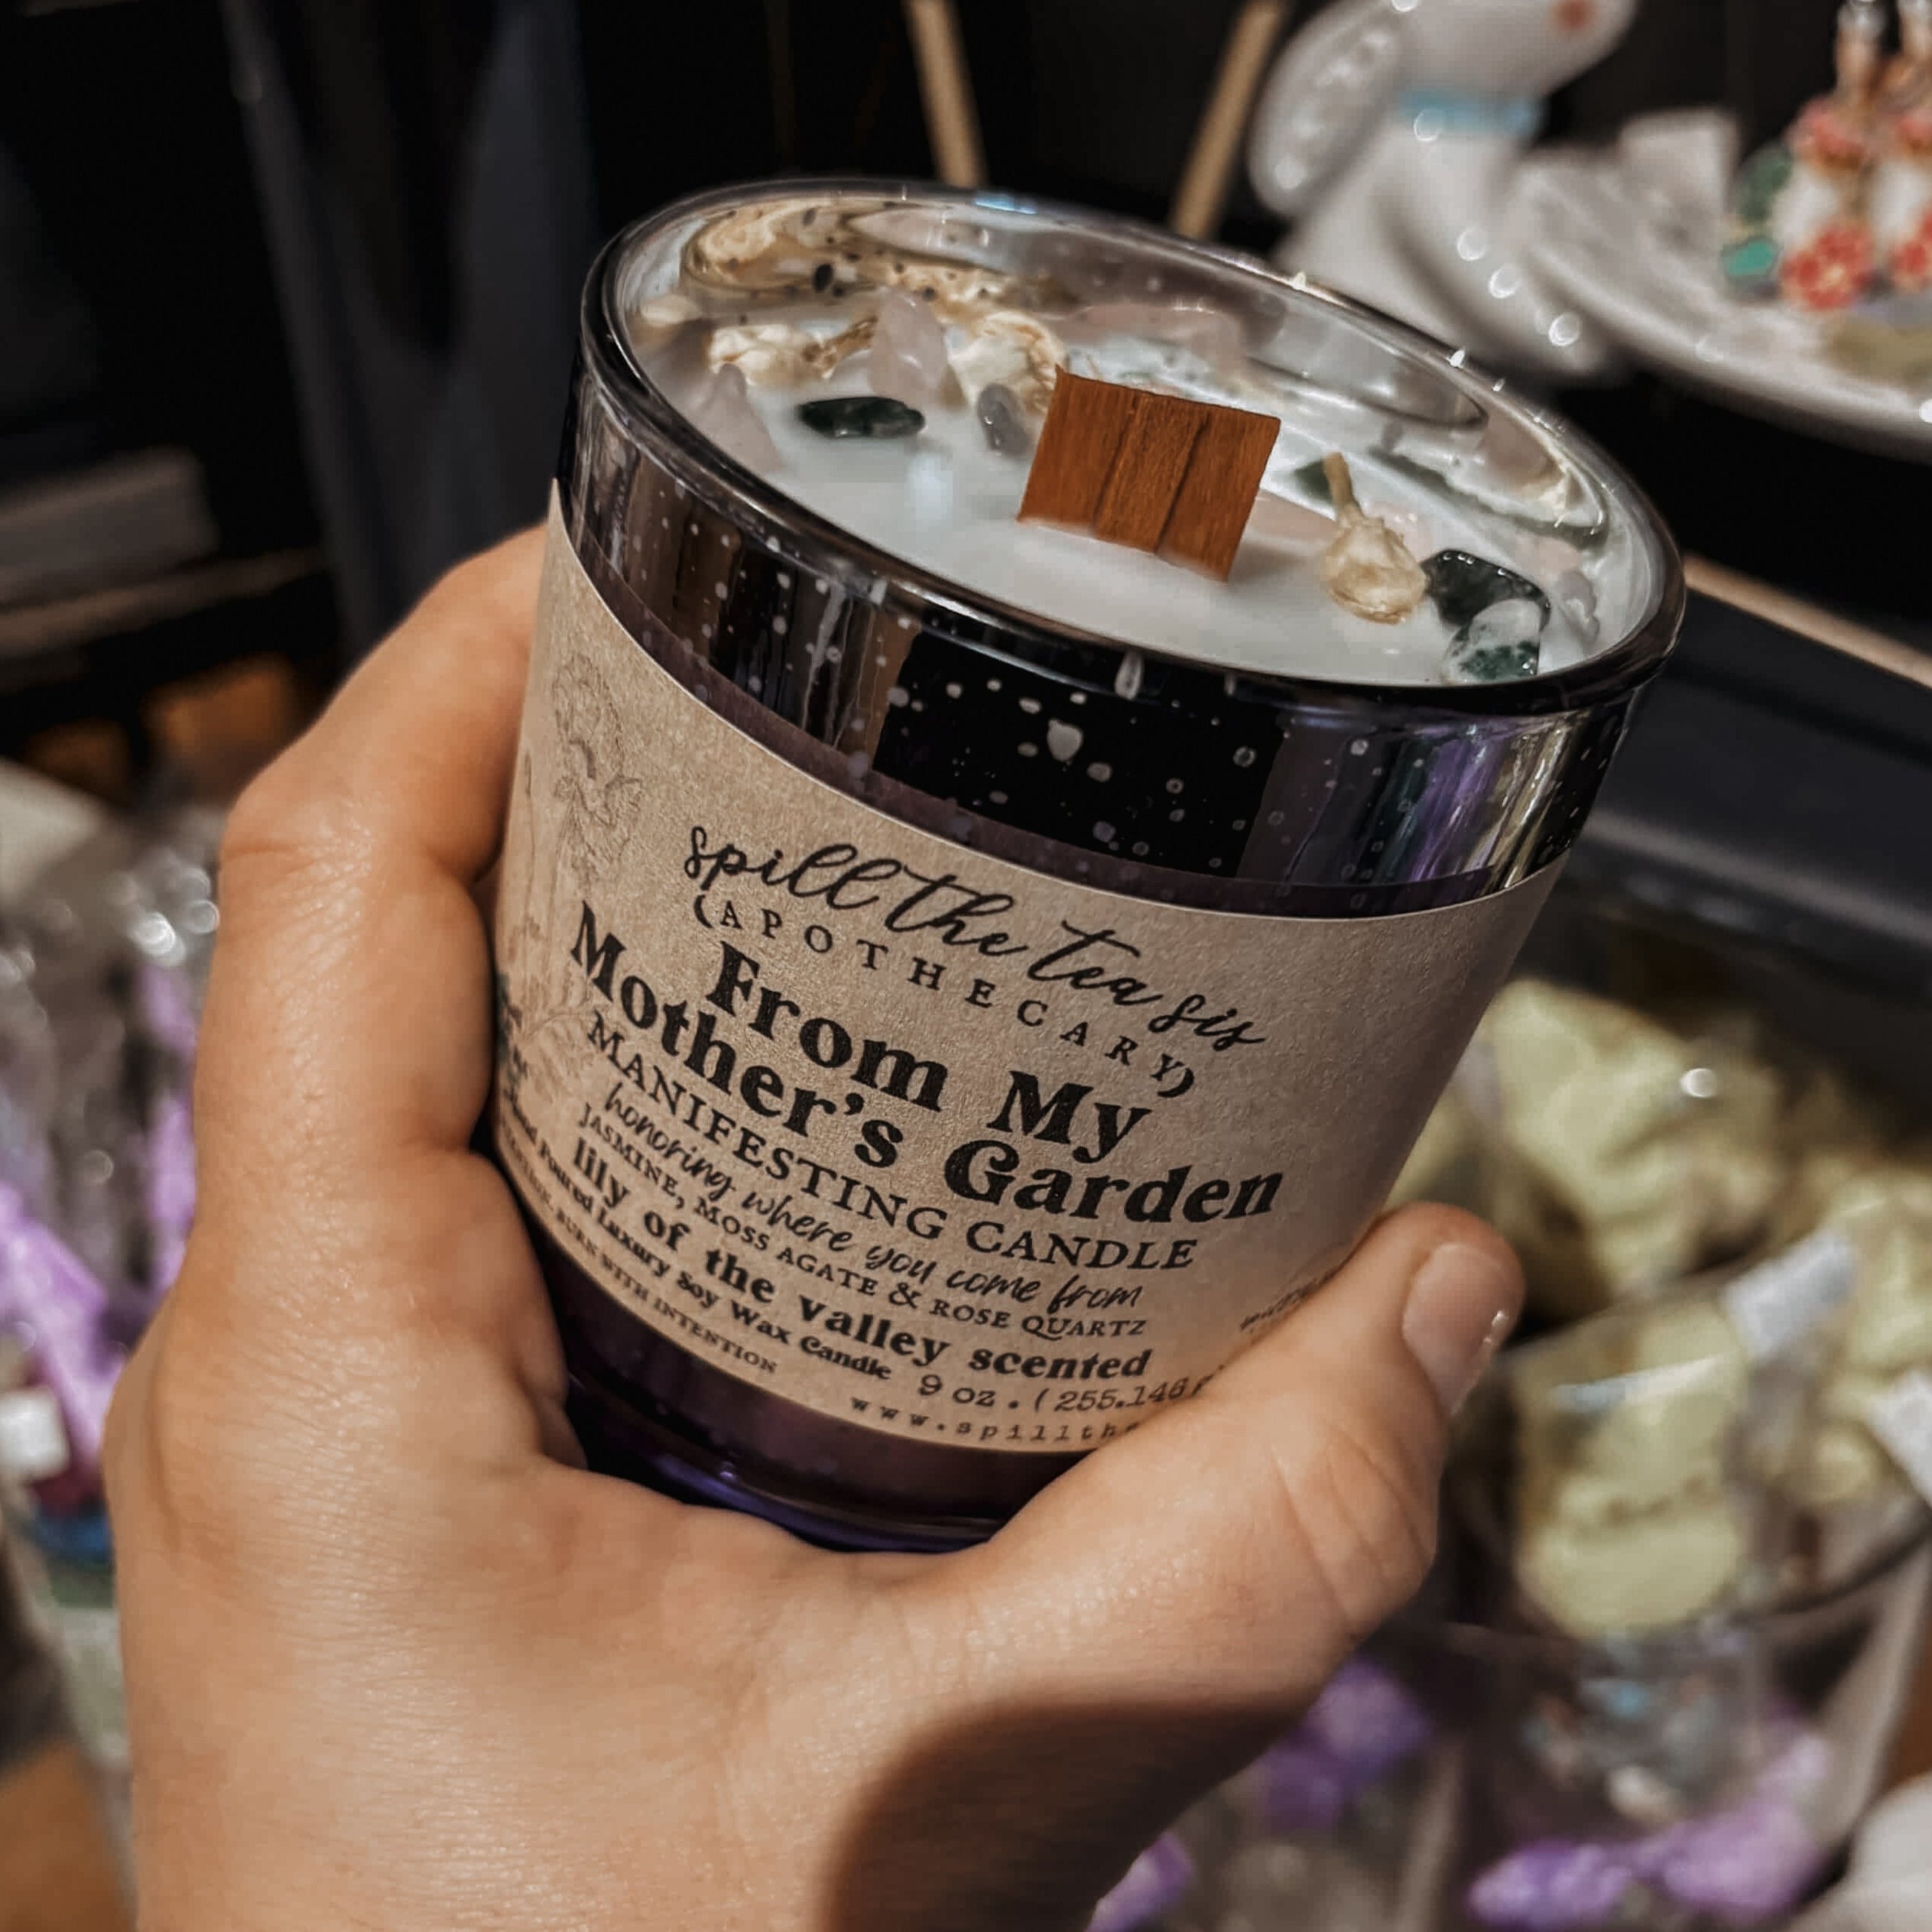 spill the tea sis
(APOTHECARY)
From My
Mother's Garden
MANIFESTING CANDLE
honoring where you come from
JASMINE, MOSS AGATE & ROSE QUARTZ
lily of the valley scented
Poured Luxury Soy Wax Candle 9 oz. (255.146
BURN WITH INTENTION
www.spillthe